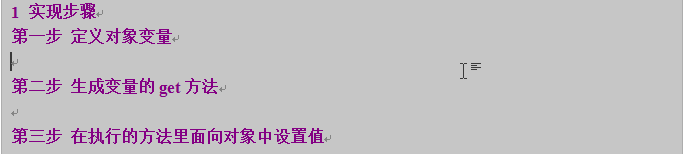 1 实现步骤
第一步 定义对象变量
第二步 生成变量的 get 方法
第三步 在执行的方法里面向对象中设置值